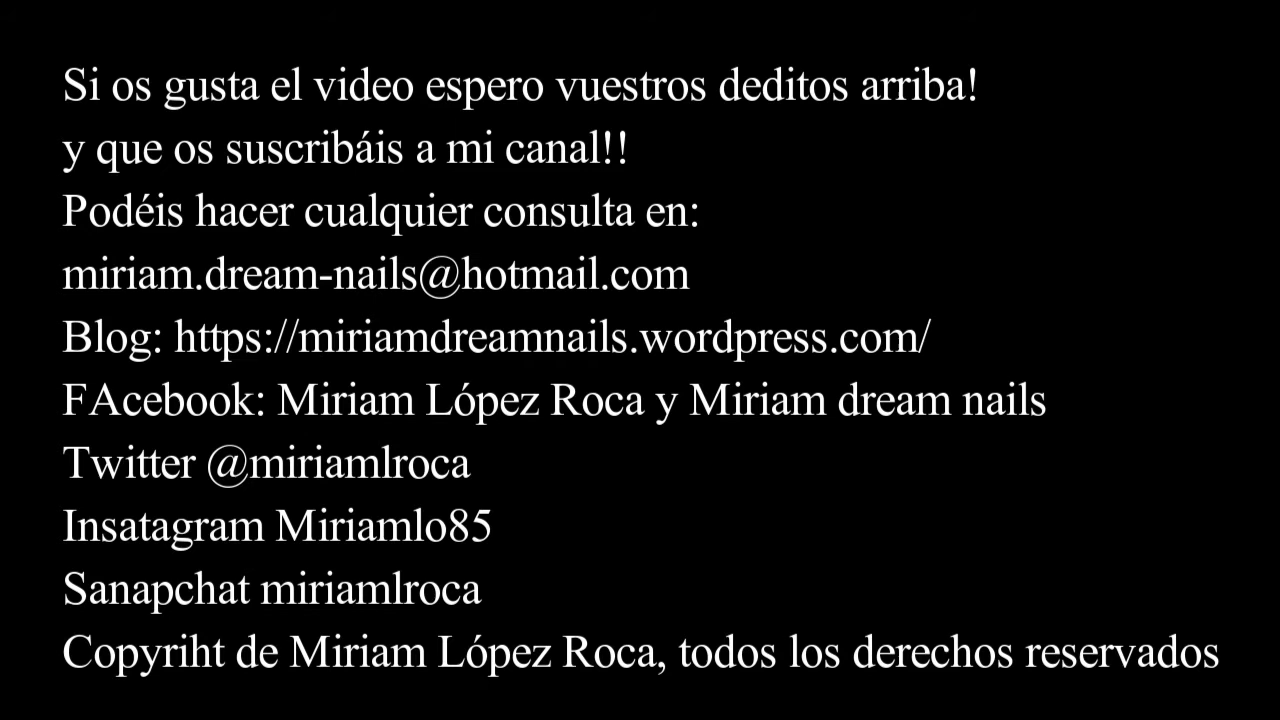 Si os gusta el video espero vuestros deditos arriba!
y que os suscribáis a mi canal!!
Podéis hacer cualquier consulta en:
miriam.dream-nails@hotmail.com
Blog: https://miriamdreamnails.wordpress.com/
FAcebook: Miriam López Roca y Miriam dream nails
Twitter @miriamlroca
Insatagram Miriamlo85
Sanapchat miriamlroca
Copyriht de Miriam López Roca, todos los derechos reservados